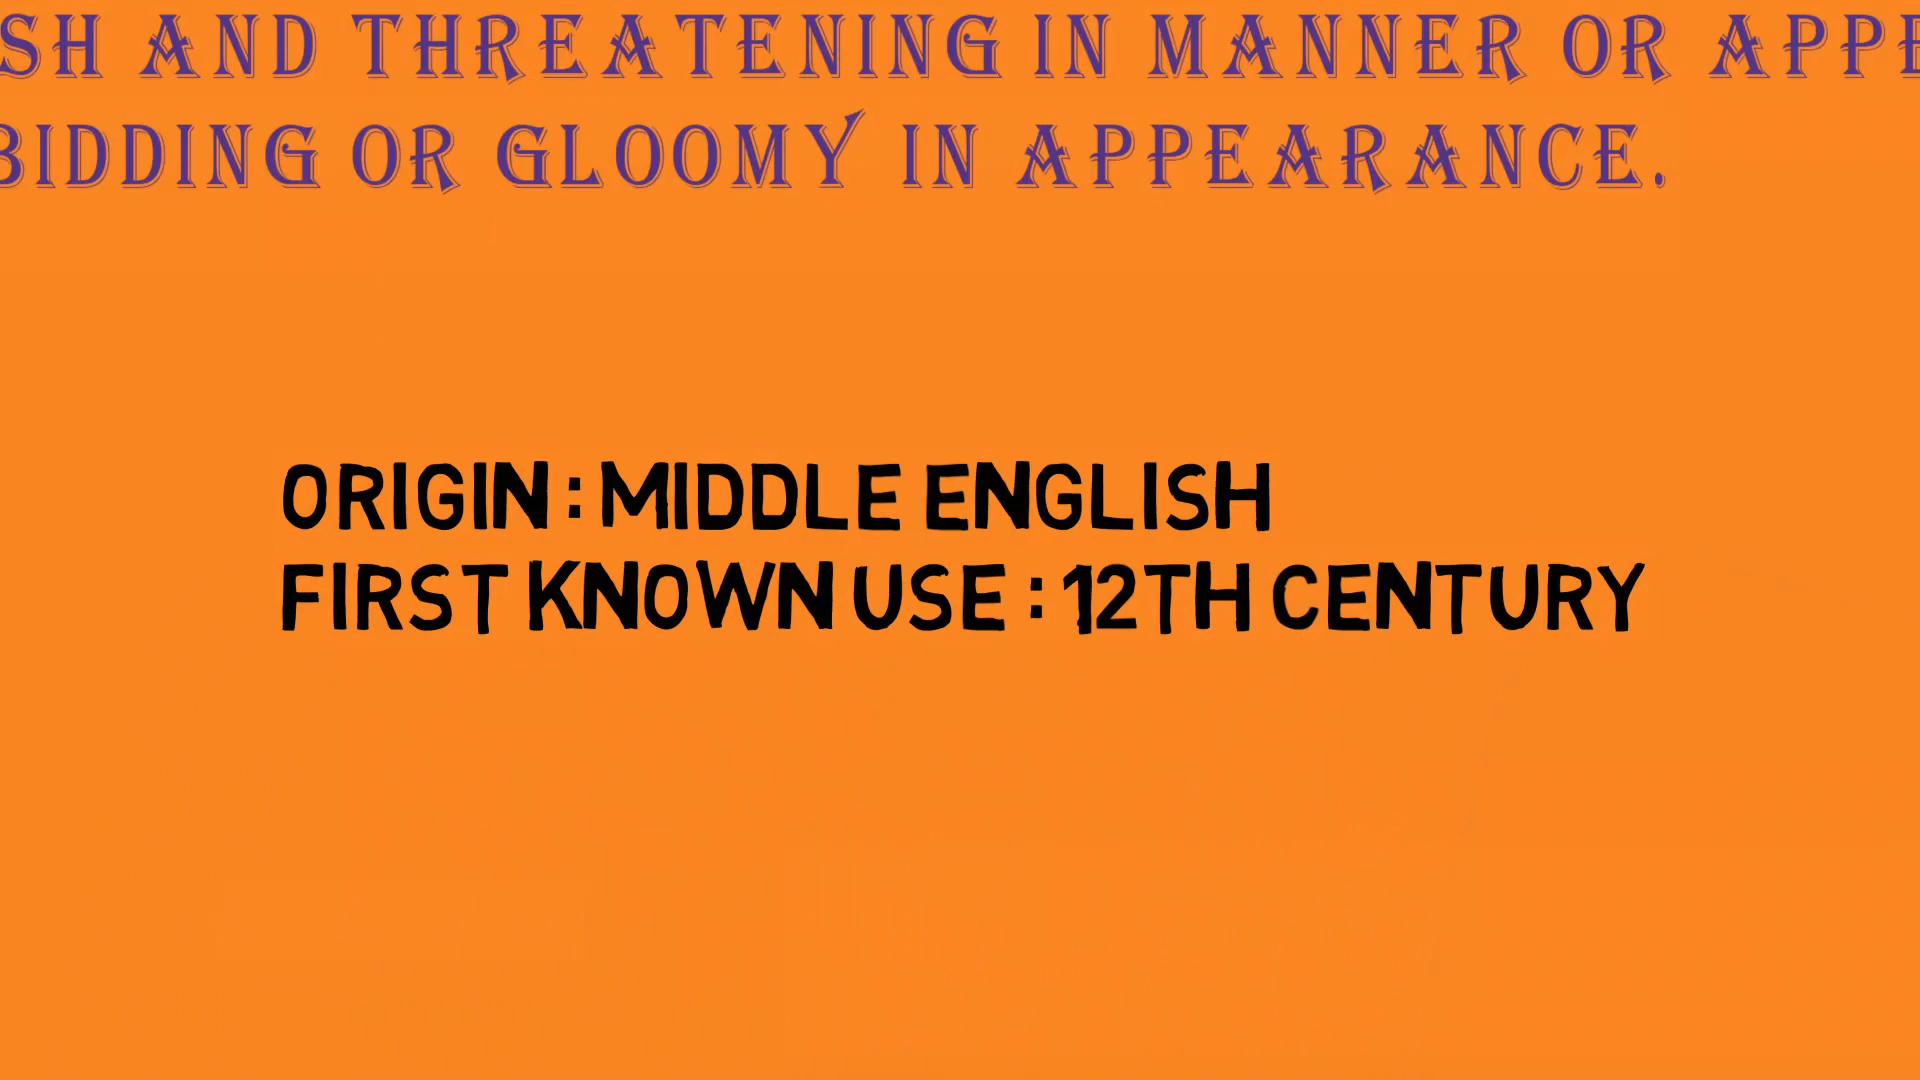 SH AND THREATENING IN MANNER OR APPE
BIDDING OR GLOOMY IN APPEARANCE.
ORIGIN : MIDDLE ENGLISH
FIRST KNOWN USE : 12TH CENTURY